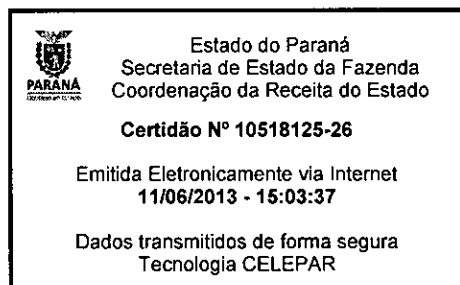 Estado do Paraná
Secretaria de Estado da Fazenda
PARANÁ
Coordenação da Receita do Estado
Certidão Nº 10518125-26
Emitida Eletronicamente via Internet
11/06/2013 - 15:03:37
Dados transmitidos de forma segura
Tecnologia CELEPAR